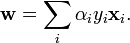 w = ∑_i α_i y_i x_i.